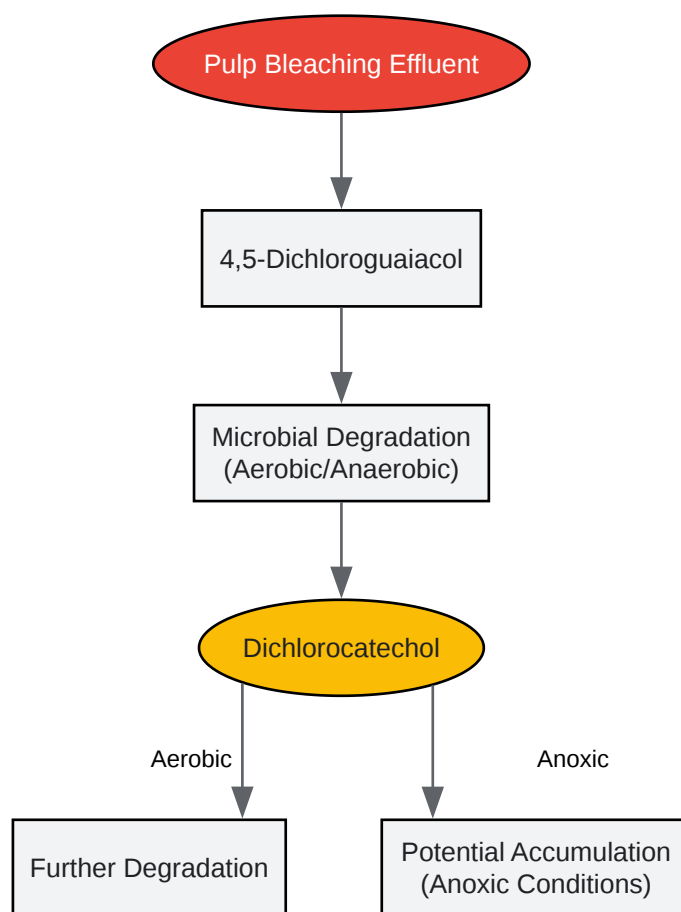 Pulp Bleaching Effluent
4,5-Dichloroguaiacol
Microbial Degradation
(Aerobic/Anaerobic)
Dichlorocatechol
Aerobic
Anoxic
Further Degradation
Potential Accumulation
(Anoxic Conditions)